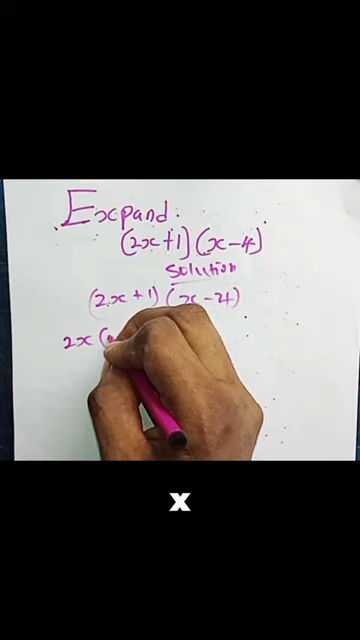 Expand.
(2x+1)(x-4)
Solution
(2x+1)(x-4)
2x(
x